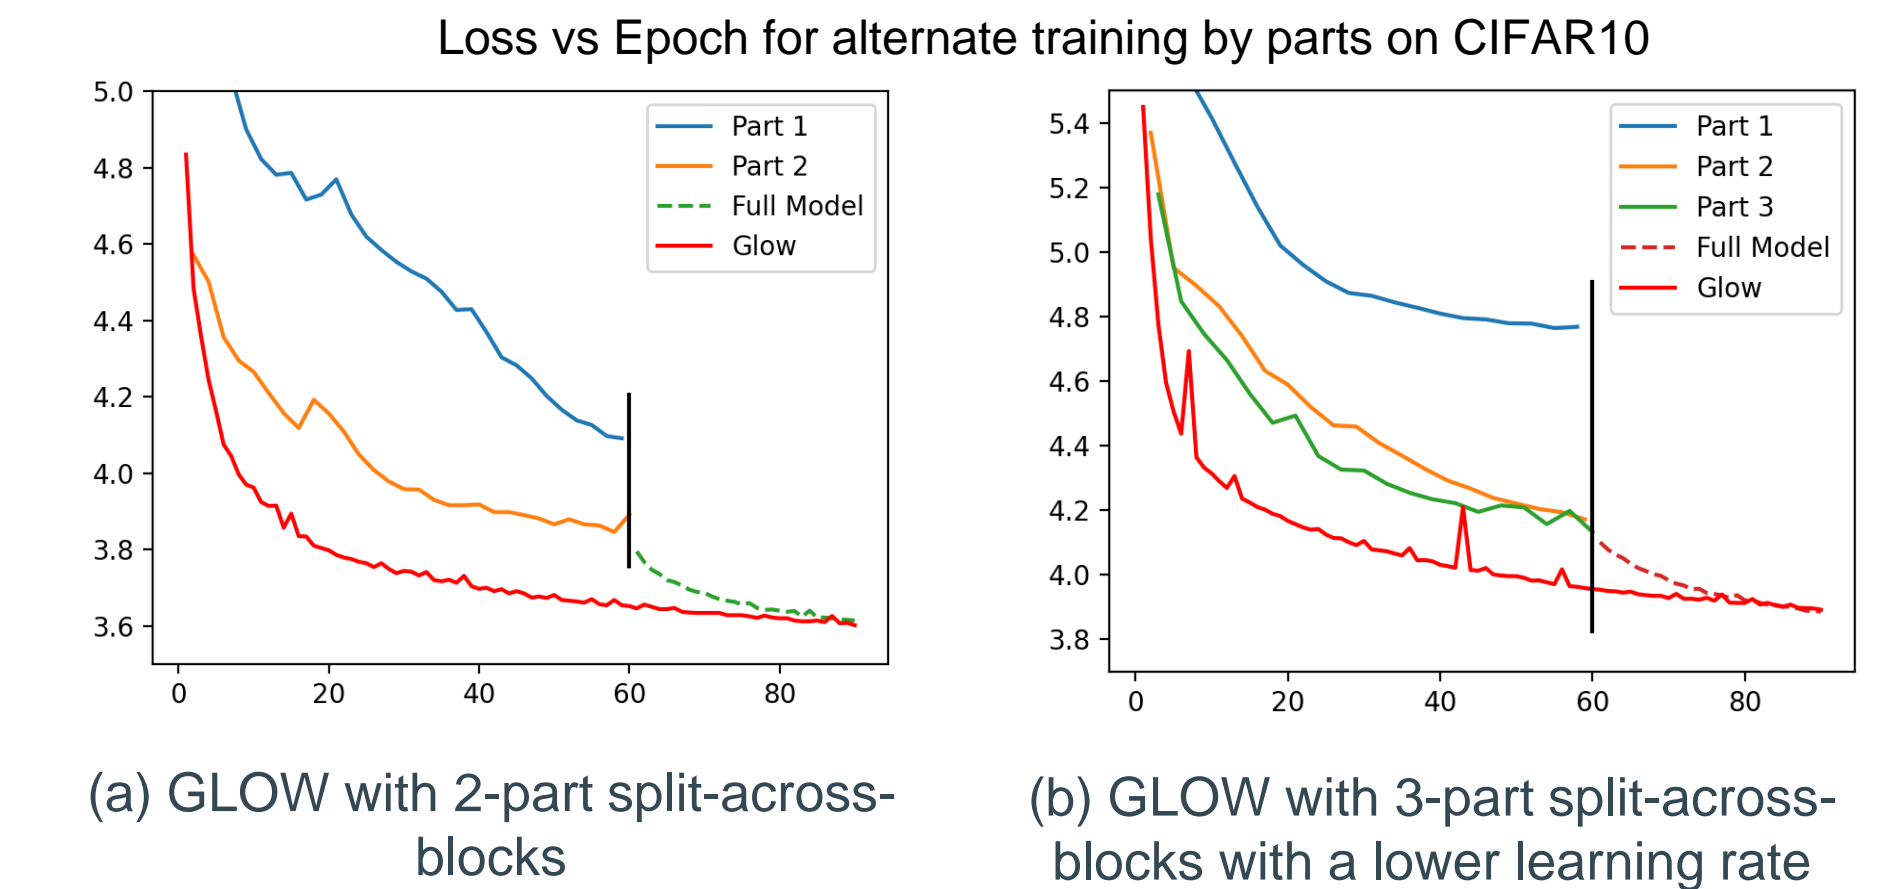 Loss vs Epoch for alternate training by parts on CIFAR10
5.0
4.8
4.6
4.4
4.2
4.0
3.8
3.6
0 20 40 60 80
Part 1
Part 2
Full Model
Glow
(a) GLOW with 2-part split-across-
blocks
5.4
5.2
5.0
4.8
4.6
4.4
4.2
4.0
3.8
0 20 40 60 80
Part 1
Part 2
Part 3
Full Model
Glow
(b) GLOW with 3-part split-across-
blocks with a lower learning rate